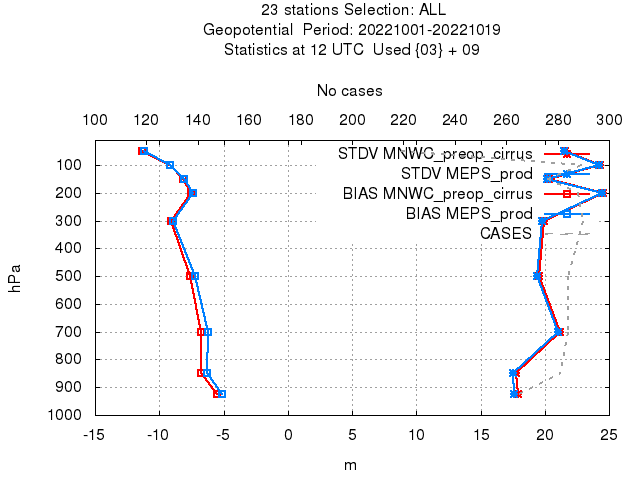 23 stations Selection: ALL
Geopotential  Period: 20221001-20221019
Statistics at 12 UTC  Used {03} + 09
No cases
100 120 140 160 180 200 220 240 260 280 300
STDV MNWC_preop_cirrus
100
STDV MEPS_prod
200 BIAS MNWC_preop_cirrus
300 BIAS MEPS_prod
CASES
400
500
600
700
800
900
1000
hPa
-15 -10 -5 0 5 10 15 20 25
m